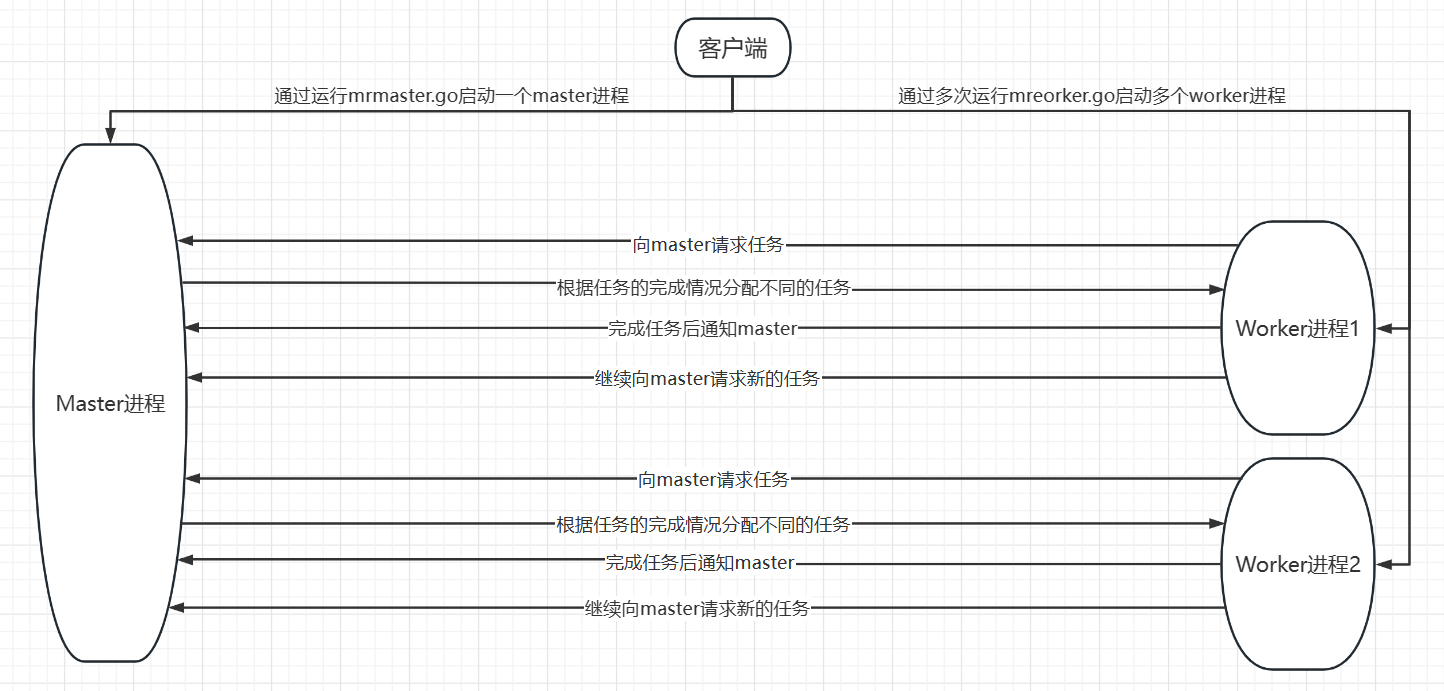 客户端
通过运行mrmaster.go启动一个master进程
通过多次运行mreorker.go启动多个worker进程
向master请求任务
根据任务的完成情况分配不同的任务
完成任务后通知master
Worker进程1
继续向master请求新的任务
Master进程
向master请求任务
根据任务的完成情况分配不同的任务
完成任务后通知master
Worker进程2
继续向master请求新的任务